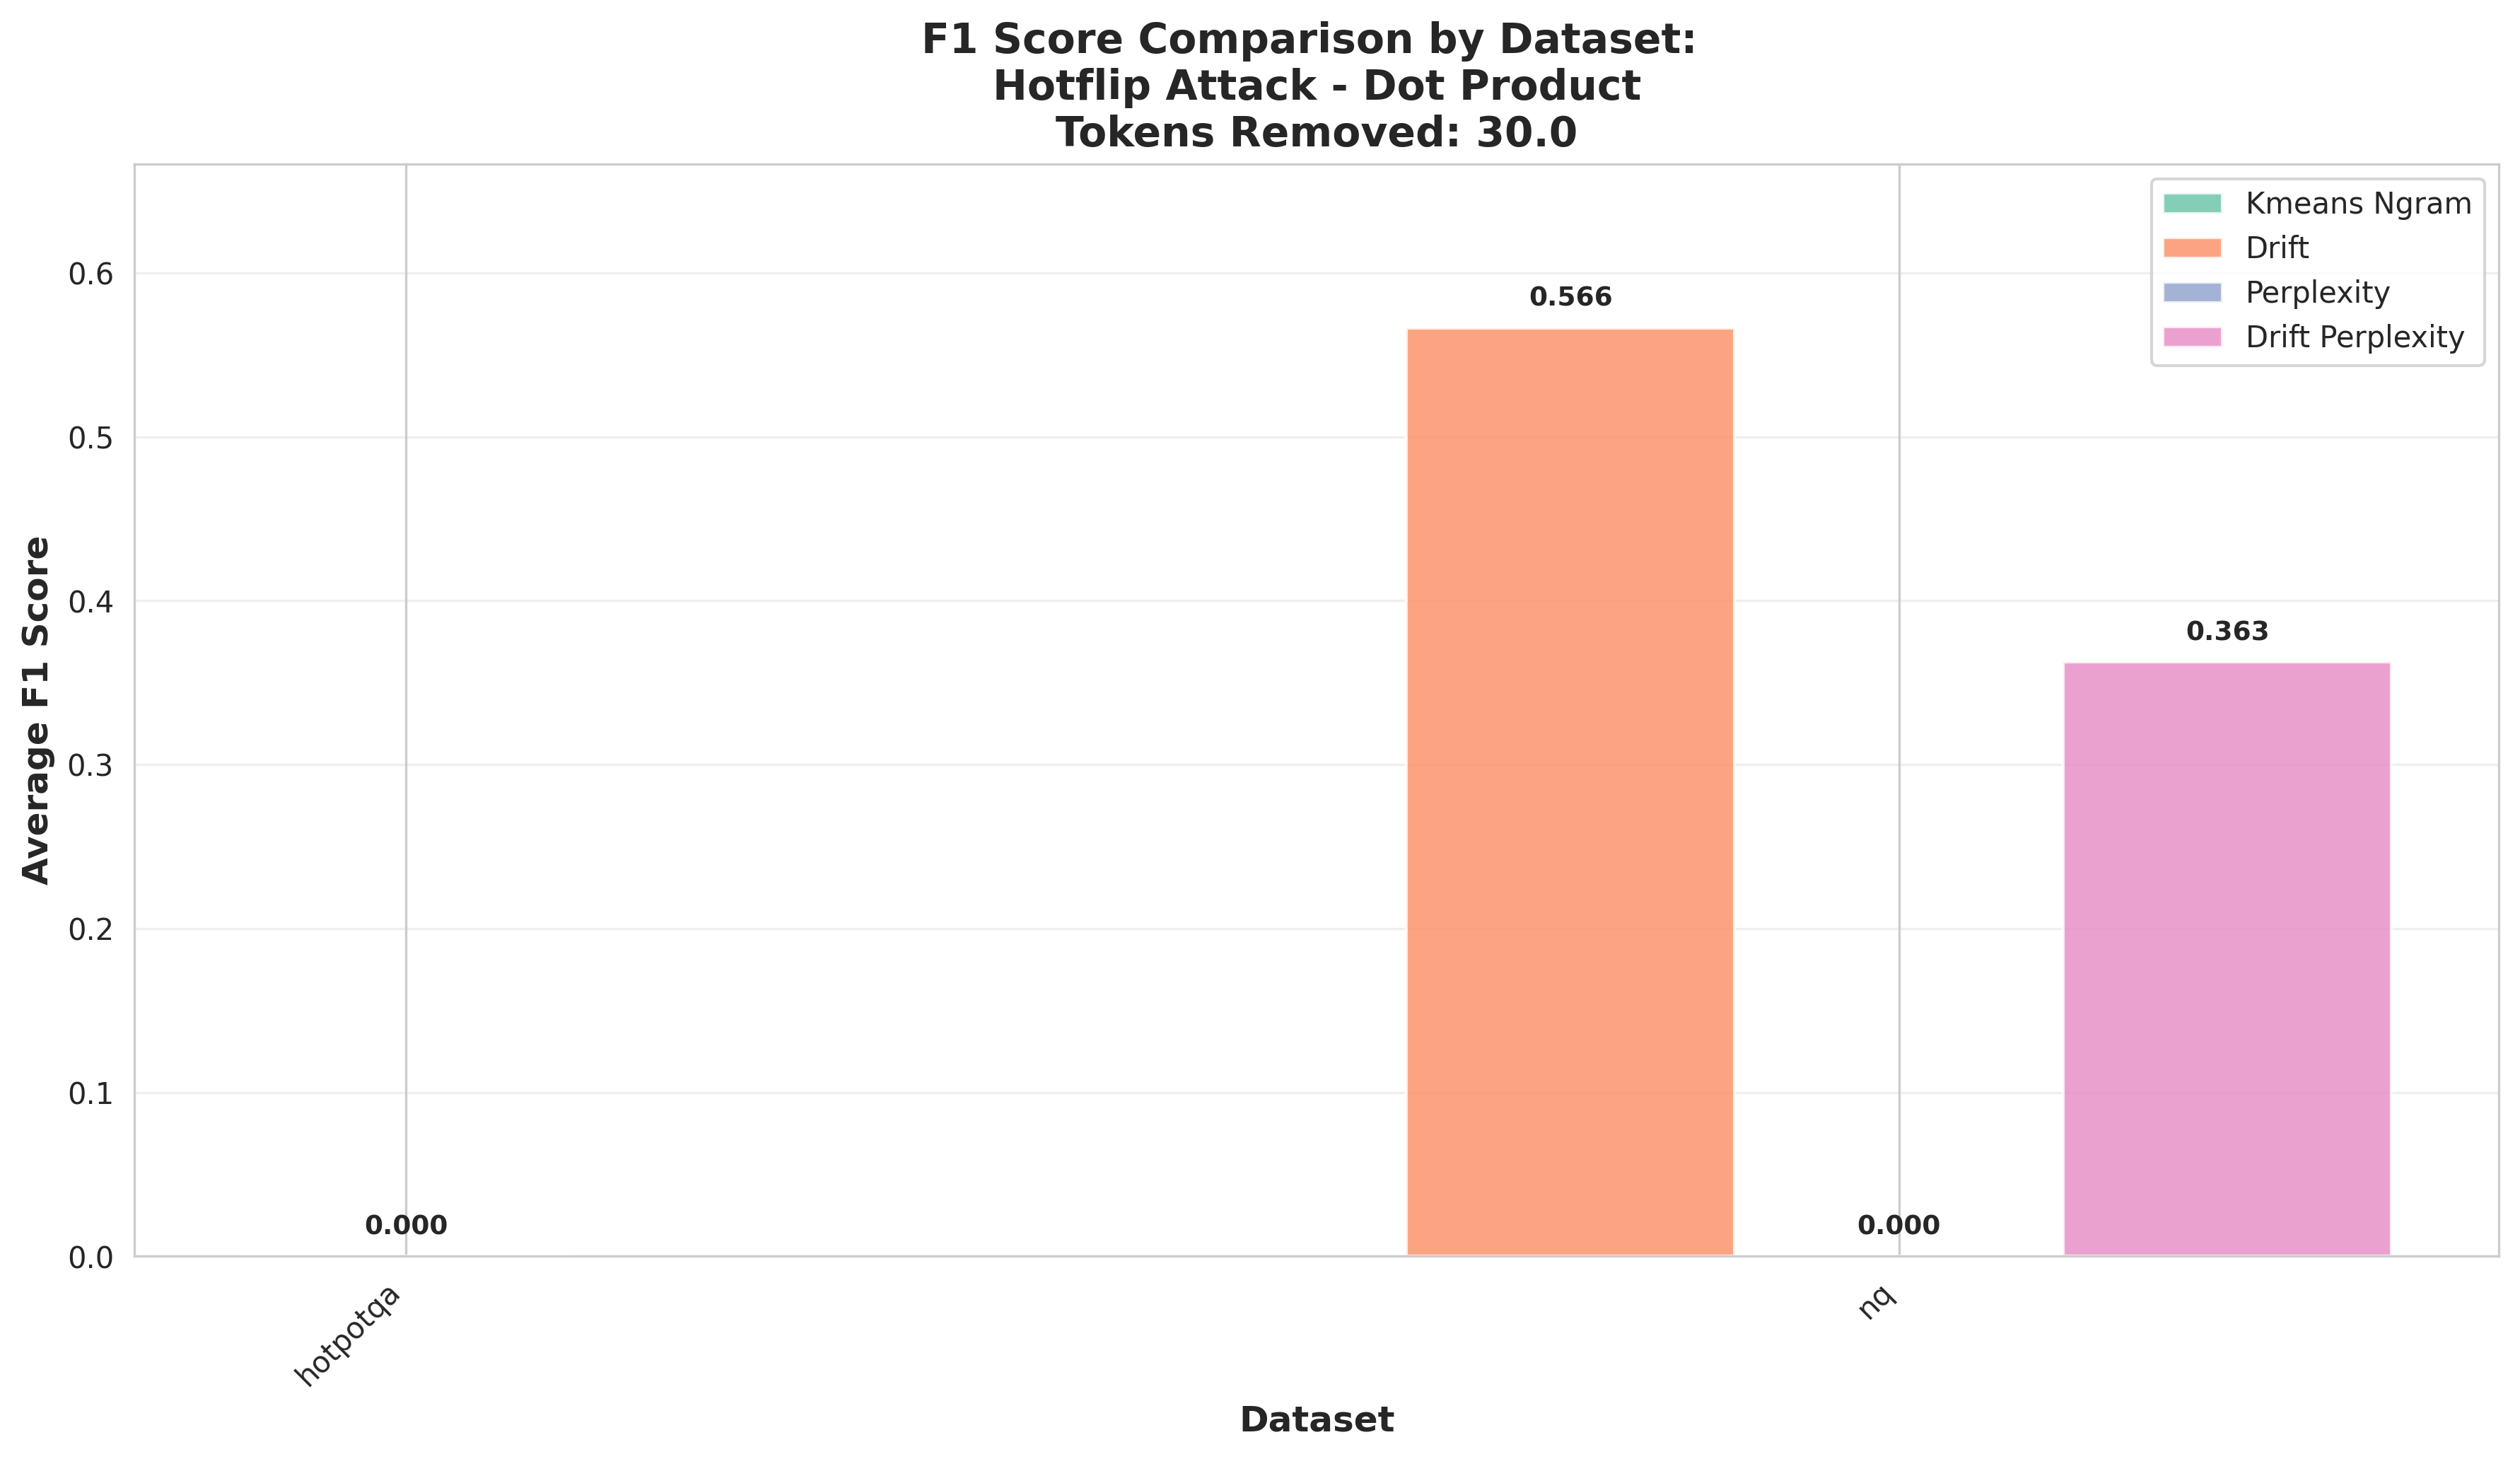 F1 Score Comparison by Dataset:
Hotflip Attack - Dot Product
Tokens Removed: 30.0
Kmeans Ngram
Drift
Perplexity
Drift Perplexity
Average F1 Score
0.6
0.5
0.4
0.3
0.2
0.1
0.0
0.566
0.363
0.000
0.000
hotpotqa
nq
Dataset